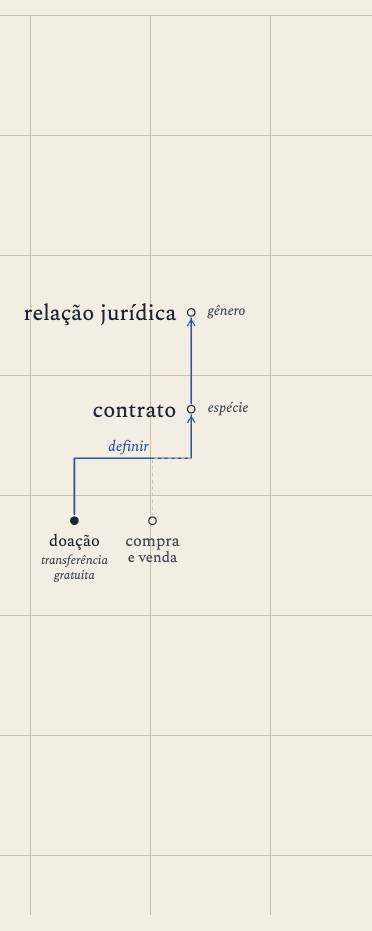 relação jurídica
gênero
contrato
espécie
definir
doação
transferência
gratuita
compra
e venda